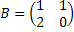 B = (1 1
2 0)